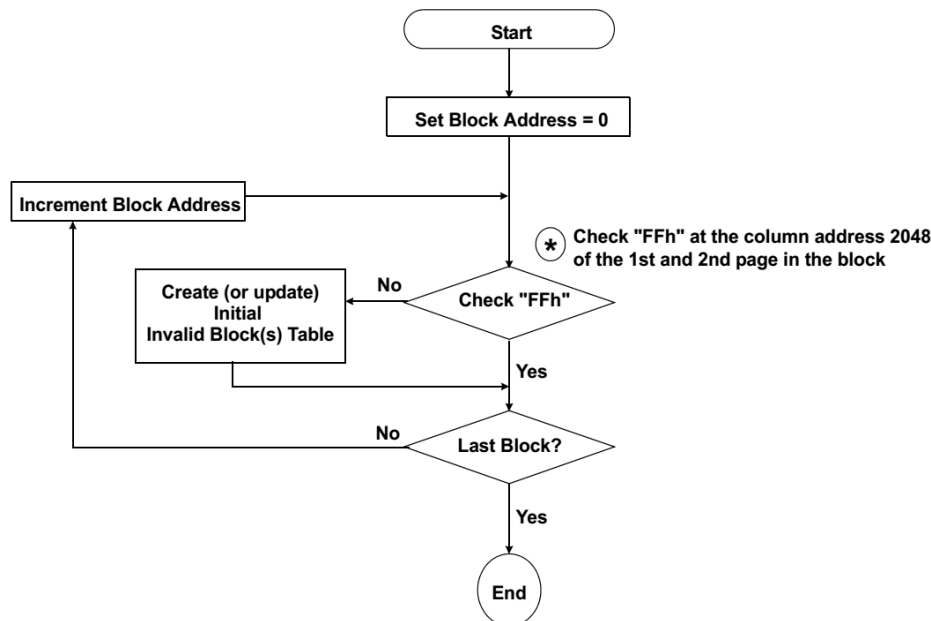 Start
Set Block Address = 0
Increment Block Address
* Check "FFh" at the column address 2048
of the 1st and 2nd page in the block
No
Check "FFh"
Create (or update)
Initial
Invalid Block(s) Table
Yes
No
Last Block?
Yes
End